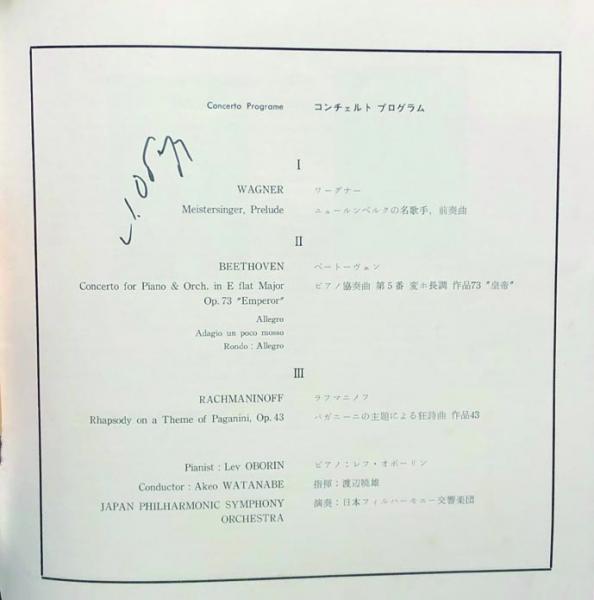 Concerto Programe コンチェルト プログラム
I
WAGNER ワーグナー
Meistersinger, Prelude ニュールンベルクの名歌手，前奏曲
II
BEETHOVEN ベートーヴェン
Concerto for Piano & Orch. in E flat Major ピアノ協奏曲 第5番 変ホ長調 作品73 "皇帝"
Op. 73 "Emperor"
Allegro
Adagio un poco mosso
Rondo : Allegro
III
RACHMANINOFF ラフマニノフ
Rhapsody on a Theme of Paganini, Op. 43 パガニーニの主題による狂詩曲 作品43
Pianist : Lev OBORIN ピアノ：レフ・オボーリン
Conductor : Akeo WATANABE 指揮：渡辺暁雄
JAPAN PHILHARMONIC SYMPHONY 演奏：日本フィルハーモニー交響楽団
ORCHESTRA